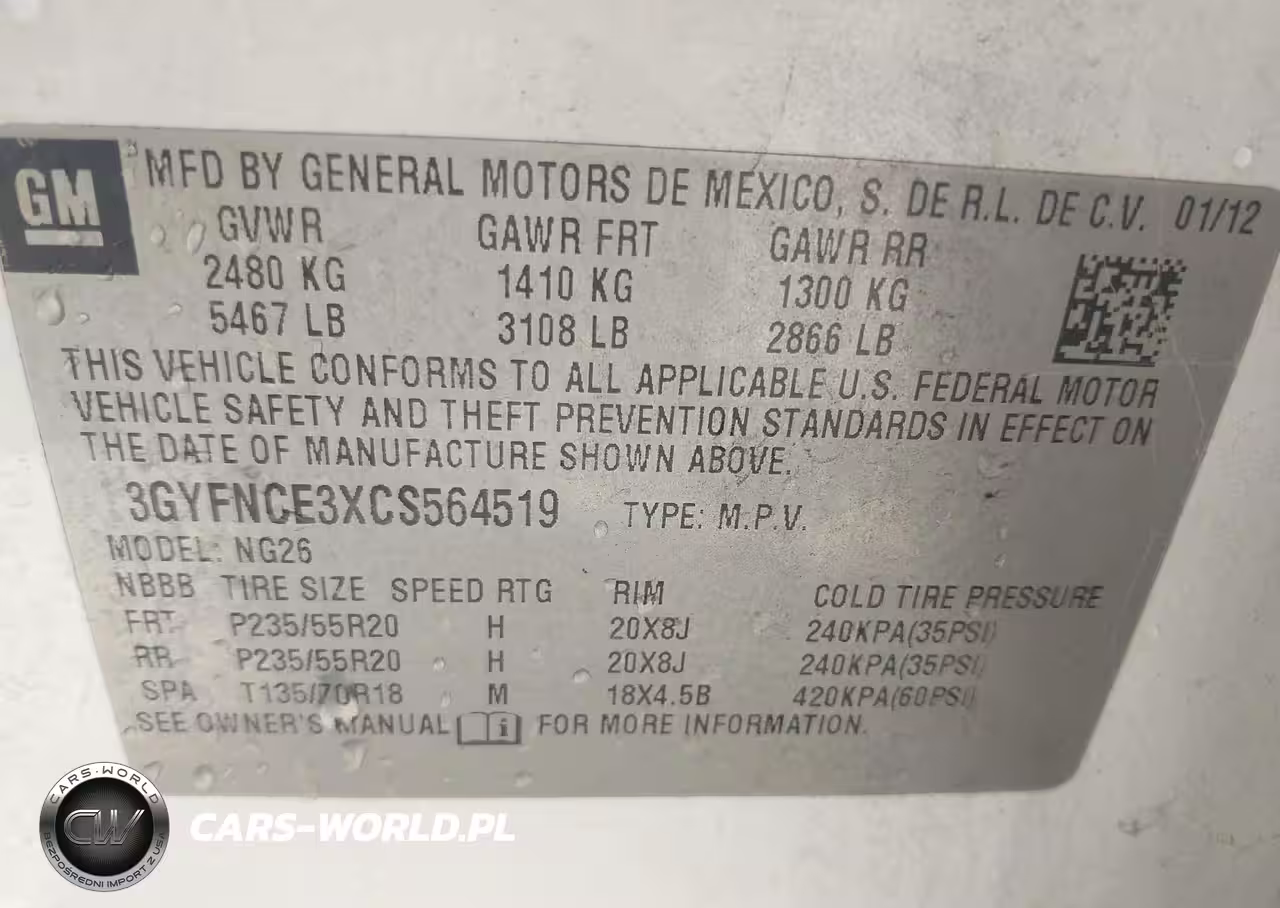 GM
MFD BY GENERAL MOTORS DE MEXICO, S. DE R.L. DE C.V. 01/12
GVWR GAWR FRT GAWR RR
2480 KG 1410 KG 1300 KG
5467 LB 3108 LB 2866 LB
THIS VEHICLE CONFORMS TO ALL APPLICABLE U.S. FEDERAL MOTOR
VEHICLE SAFETY AND THEFT PREVENTION STANDARDS IN EFFECT ON
THE DATE OF MANUFACTURE SHOWN ABOVE.
3GYFNCE3XCS564519 TYPE: M.P.V.
MODEL: NG26
NBBB TIRE SIZE SPEED RTG RIM COLD TIRE PRESSURE
FRT P235/55R20 H 20X8J 240KPA(35PSI)
RR P235/55R20 H 20X8J 240KPA(35PSI)
SPA T135/70R18 M 18X4.5B 420KPA(60PSI)
SEE OWNER'S MANUAL i FOR MORE INFORMATION.
CARS-WORLD
CW
BEZPOŚREDNI IMPORT Z USA
CARS-WORLD.PL